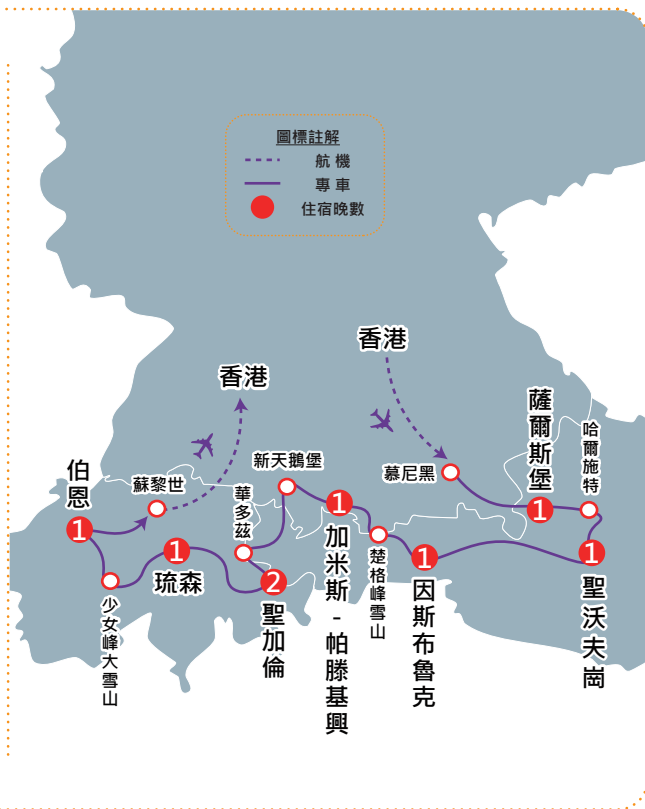 圖標註解
航機
專車
住宿晚數
香港
香港
薩爾斯堡
哈爾施特
新天鵝堡
慕尼黑
伯恩
蘇黎世
華多茲
1
1
1
1
1
1
2
琉森
少女峰大雪山
聖加倫
加米斯-帕滕基興
楚格峰雪山
因斯布魯克
聖沃夫崗